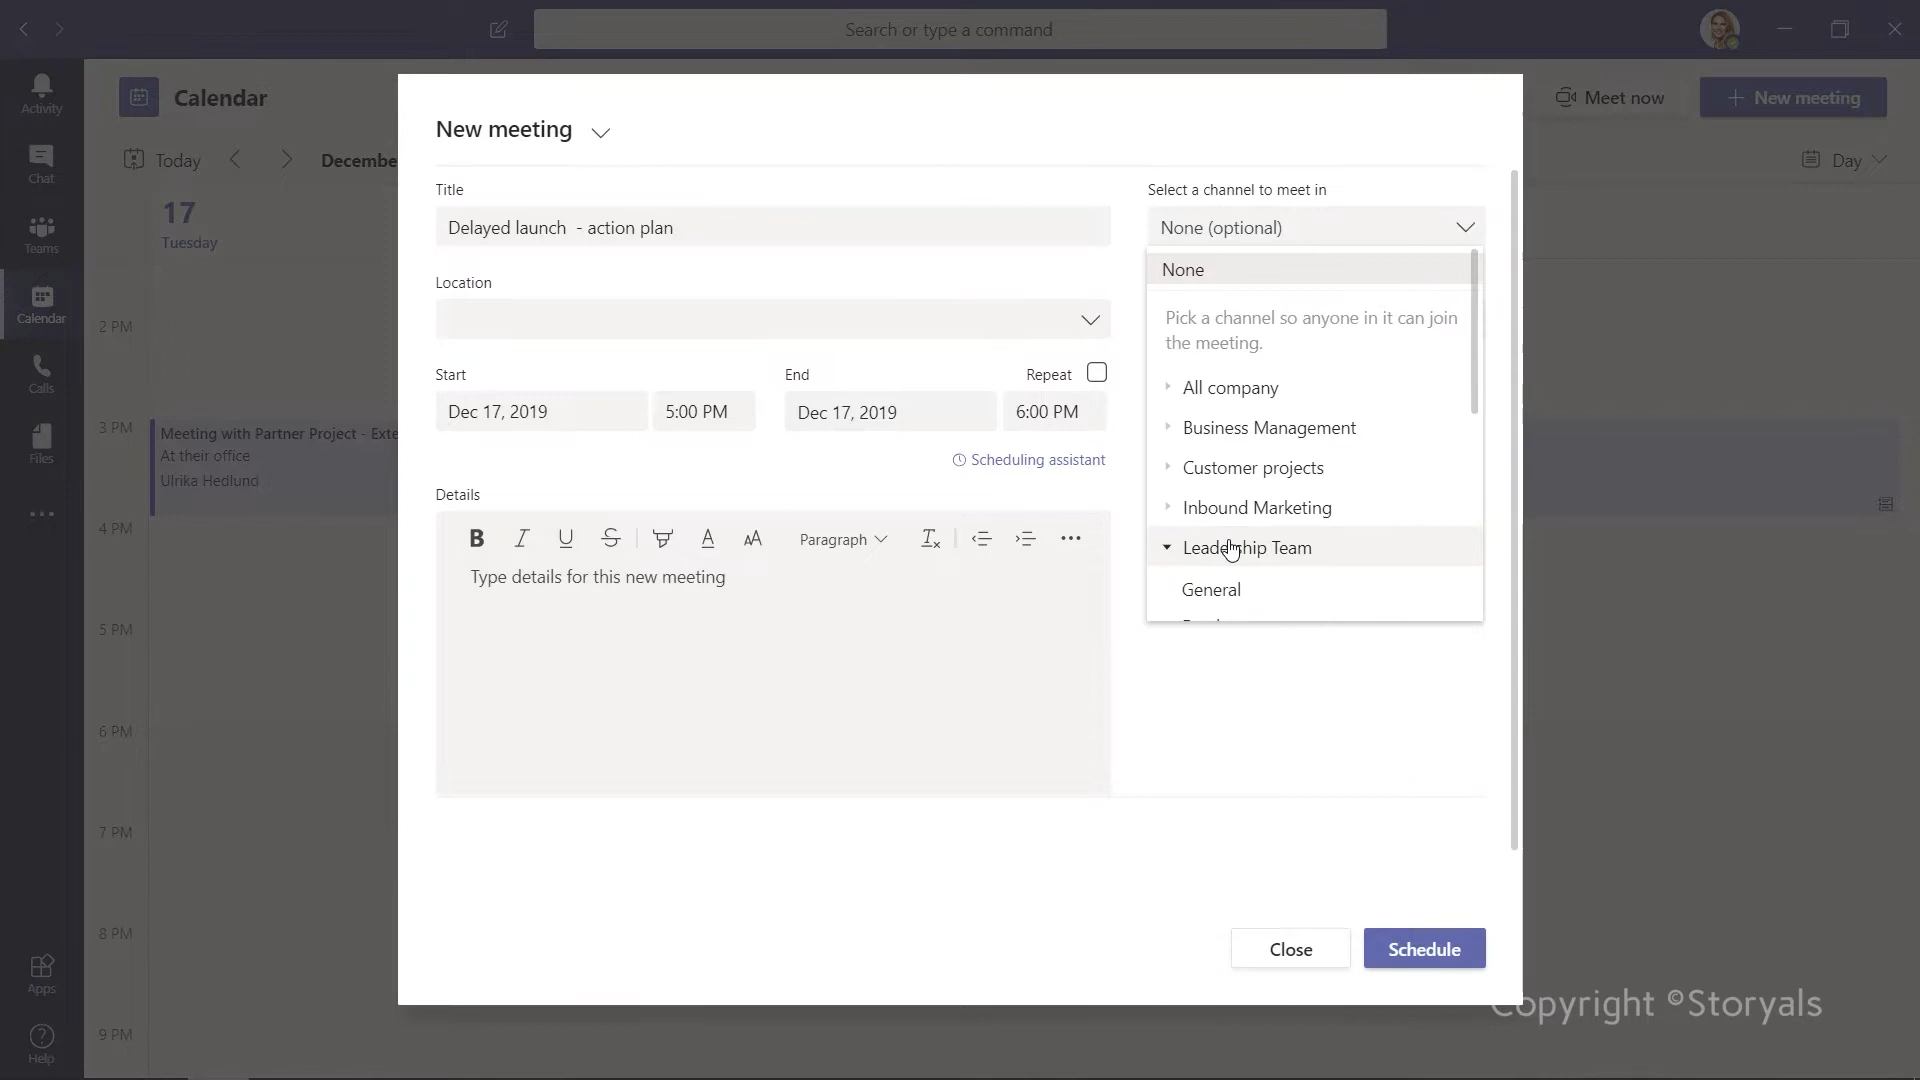 Search or type a command
Activity
Chat
Teams
Calendar
Calls
Files
Apps
Help
Calendar
Meet now
New meeting
Today
Decembe
Day
17
Tuesday
2 PM
3 PM
4 PM
5 PM
6 PM
7 PM
8 PM
9 PM
Meeting with Partner Project - Exte
At their office
Ulrika Hedlund
New meeting
Title
Delayed launch - action plan
Location
Start
End
Repeat
Dec 17, 2019
5:00 PM
Dec 17, 2019
6:00 PM
Scheduling assistant
Details
B I U S A AA Paragraph
Type details for this new meeting
Select a channel to meet in
None (optional)
None
Pick a channel so anyone in it can join
the meeting.
All company
Business Management
Customer projects
Inbound Marketing
Leadership Team
General
Close
Schedule
Copyright ©Storyals